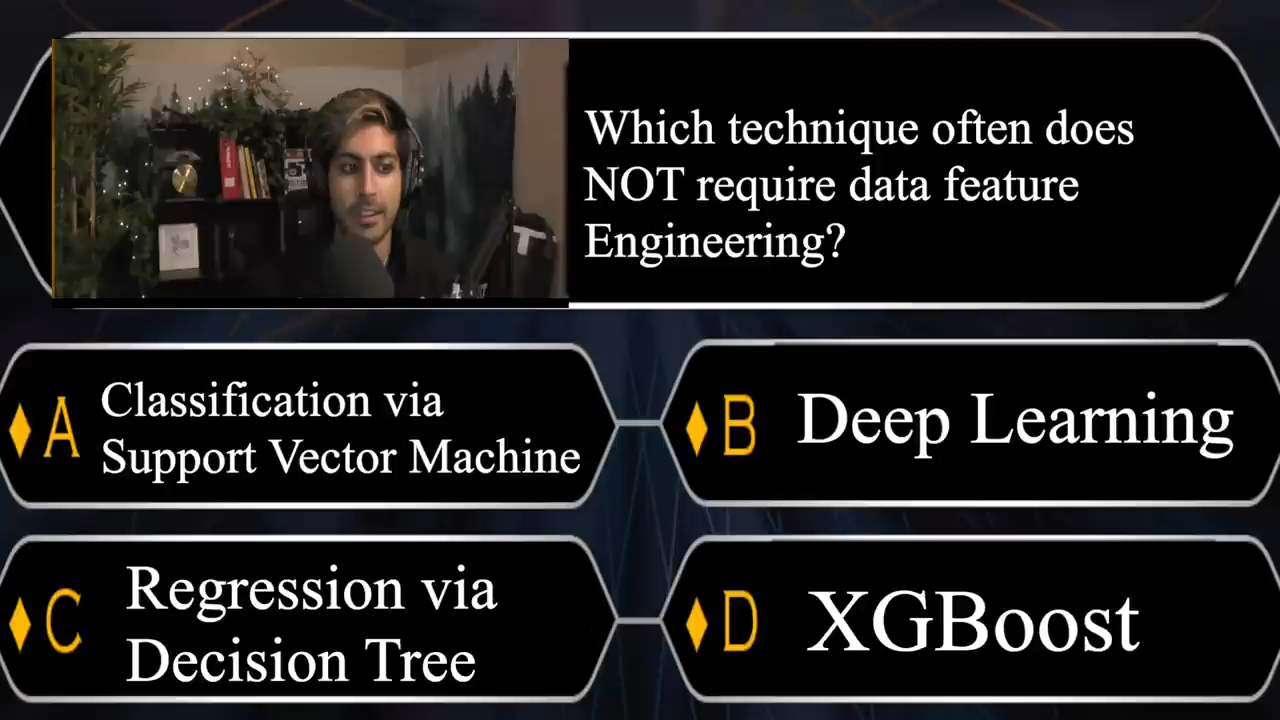 Which technique often does
NOT require data feature
Engineering?
A
Classification via
Support Vector Machine
B
Deep Learning
C
Regression via
Decision Tree
D
XGBoost